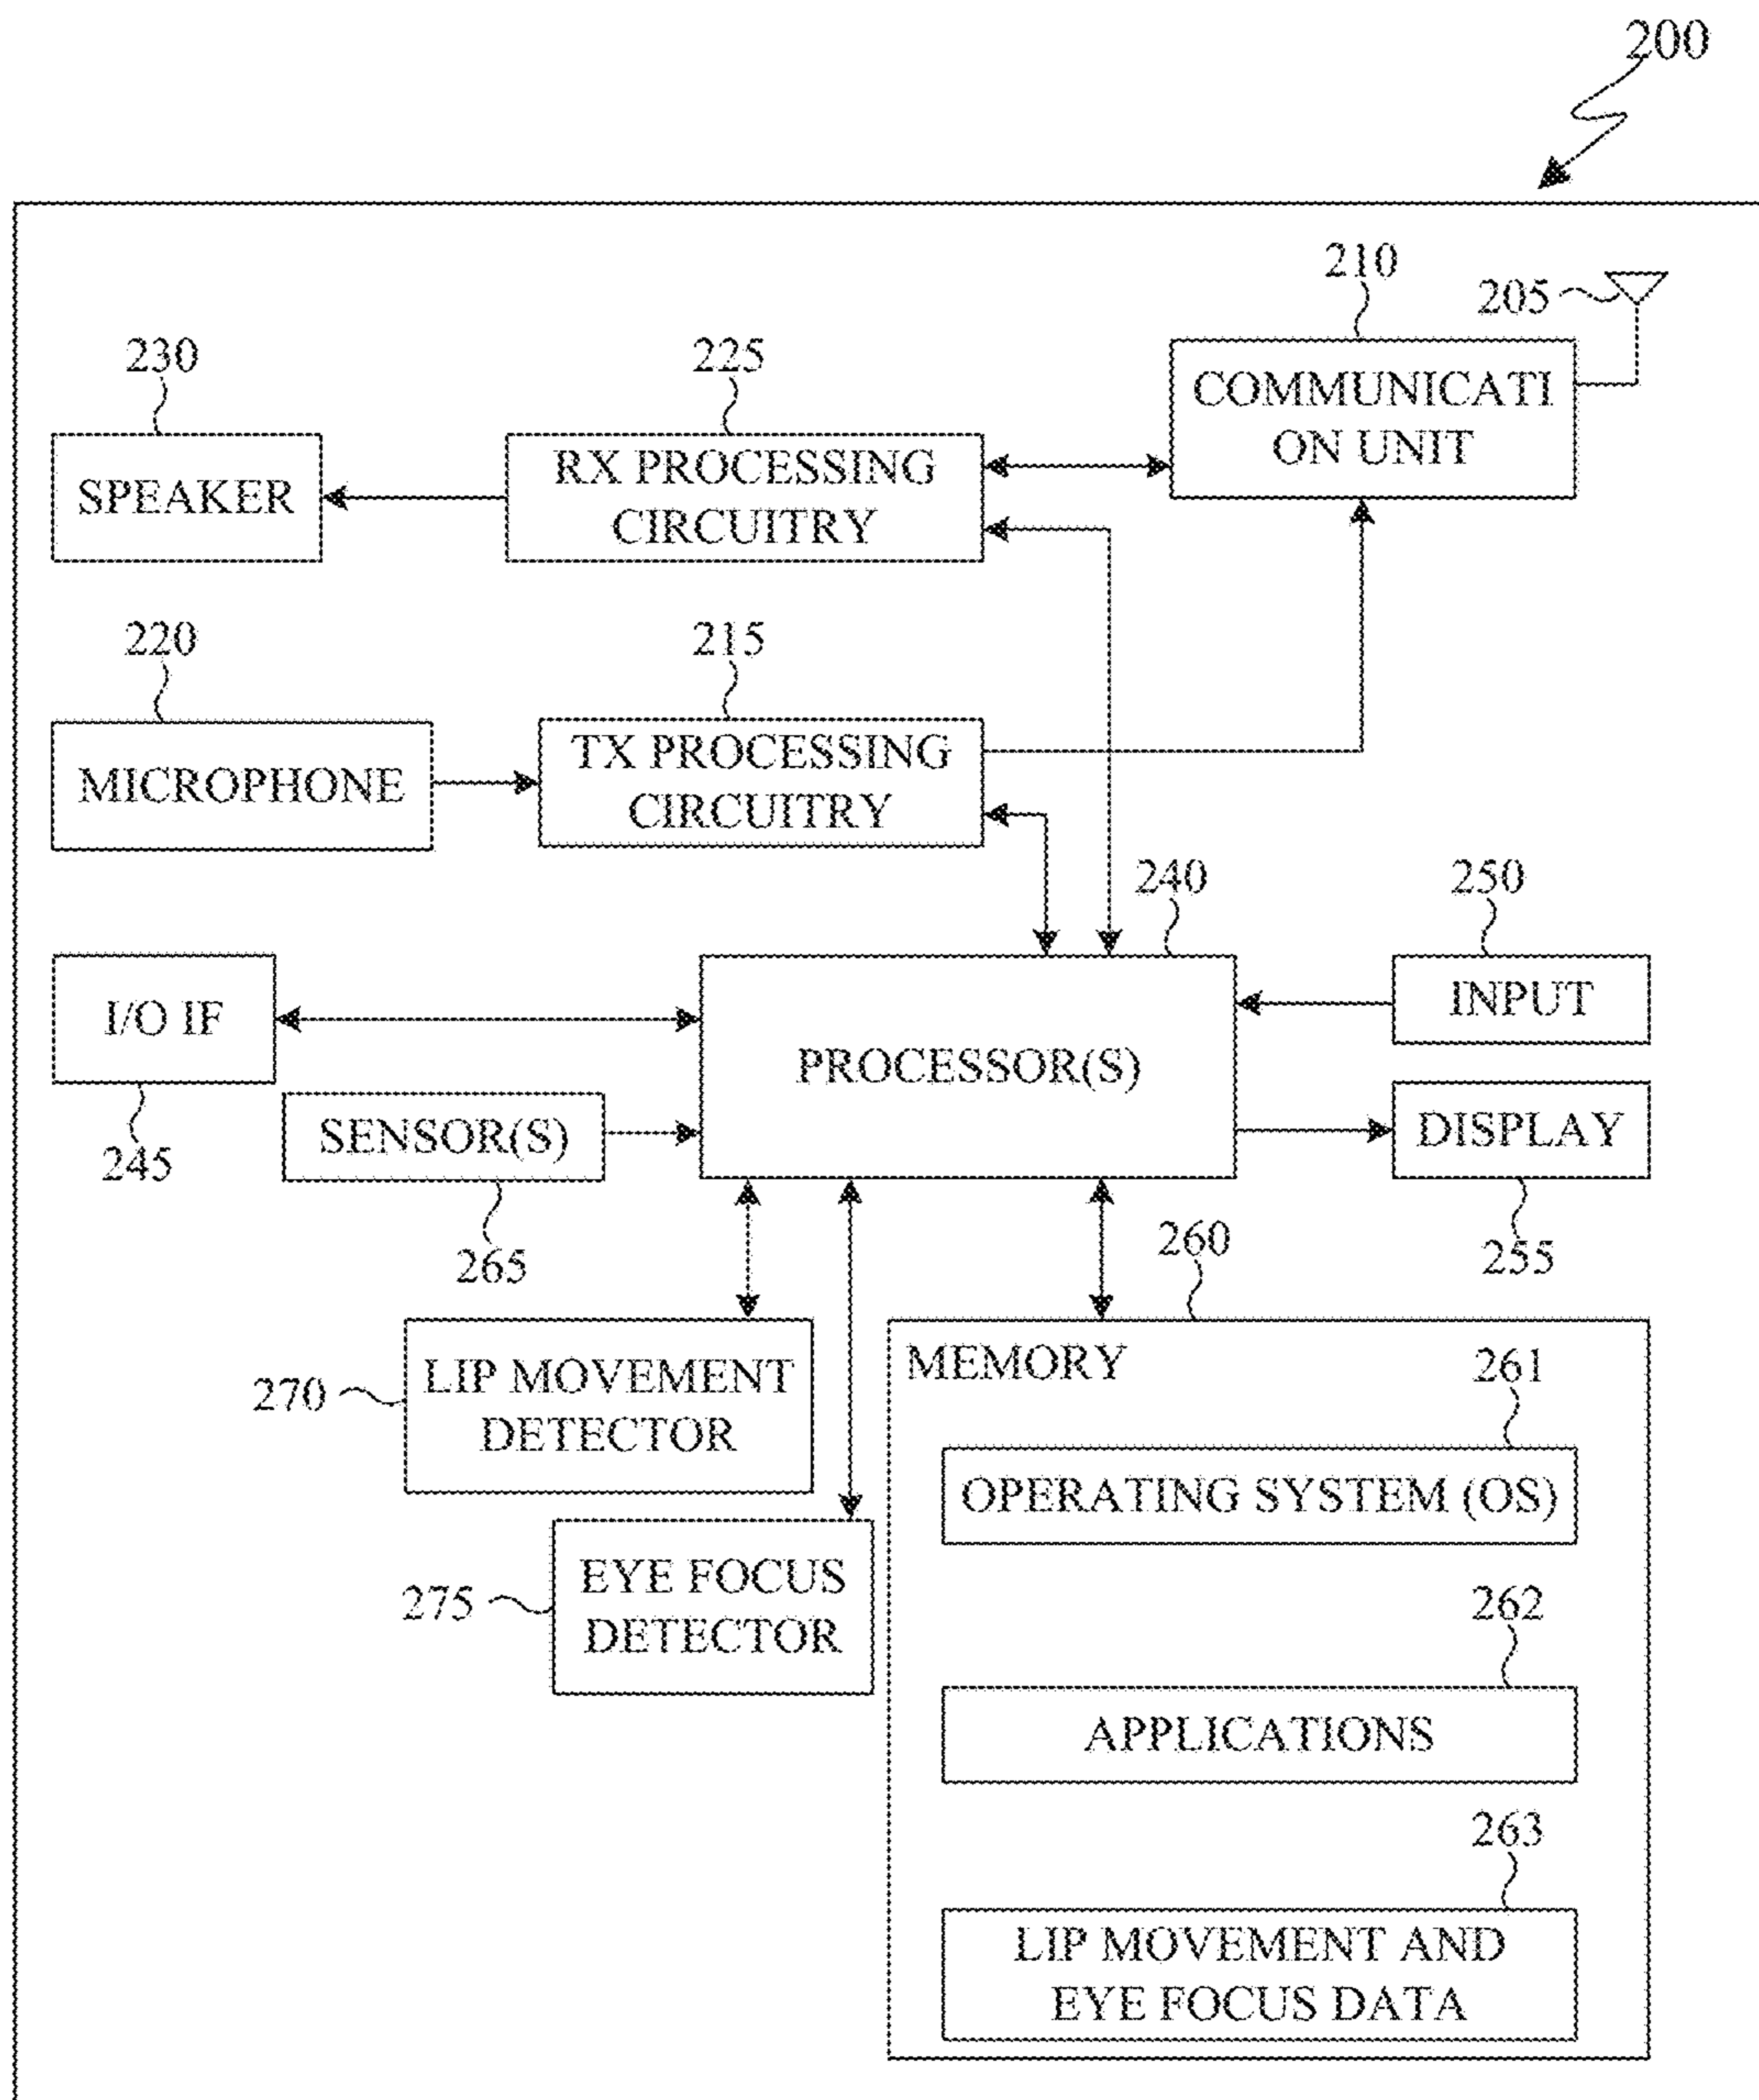 200
210
205
230
225
COMMUNICATI
ON UNIT
SPEAKER
RX PROCESSING
CIRCUITRY
220
215
MICROPHONE
TX PROCESSING
CIRCUITRY
240
250
I/O IF
PROCESSOR(S)
INPUT
245
SENSOR(S)
DISPLAY
265
260
255
270
LIP MOVEMENT
DETECTOR
MEMORY
261
OPERATING SYSTEM (OS)
275
EYE FOCUS
DETECTOR
262
APPLICATIONS
263
LIP MOVEMENT AND
EYE FOCUS DATA